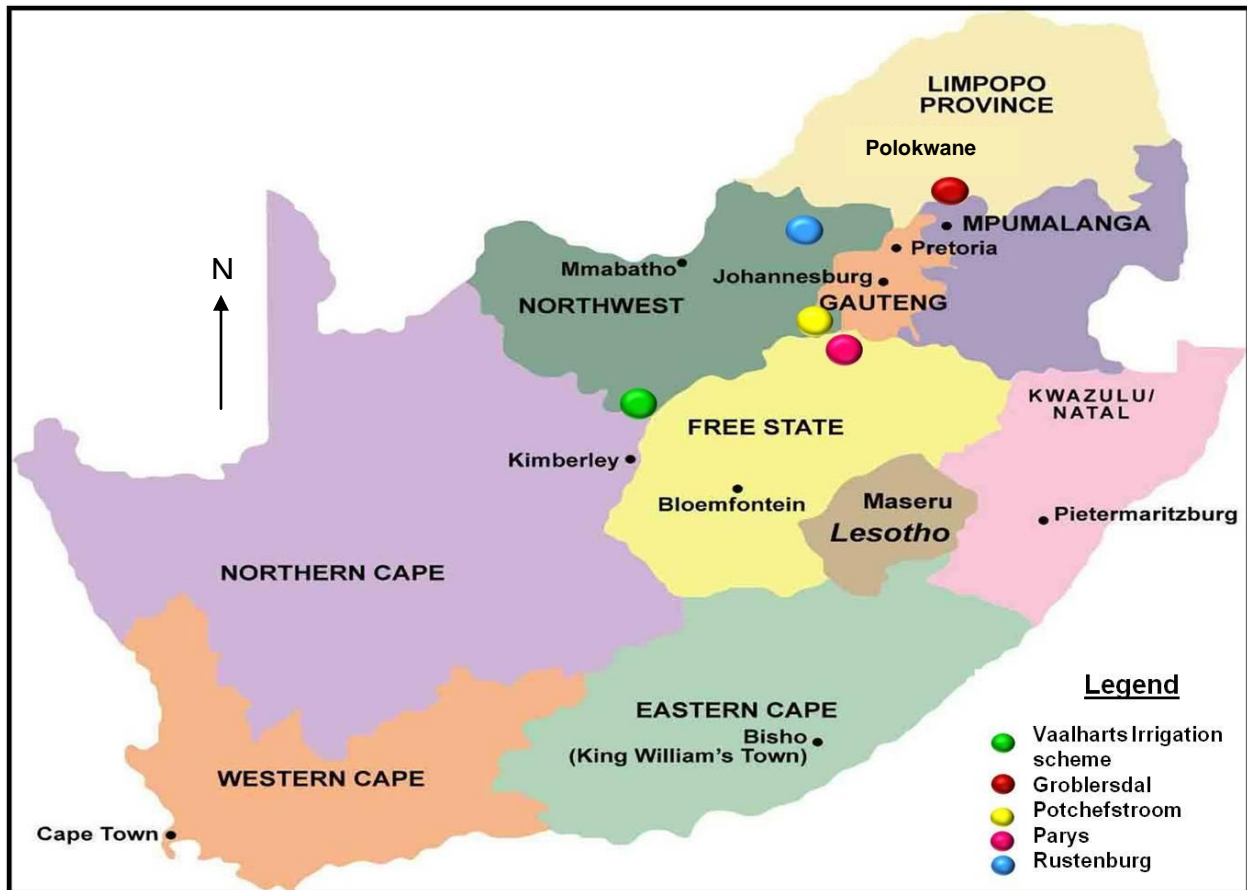 LIMPOPO
PROVINCE
Polokwane
MPUMALANGA
Pretoria
N
Mmabatho
Johannesburg
NORTHWEST
GAUTENG
KWAZULU/
NATAL
FREE STATE
Kimberley
Bloemfontein
Maseru
Lesotho
Pietermaritzburg
NORTHERN CAPE
EASTERN CAPE
Bisho
(King William's Town)
WESTERN CAPE
Cape Town
Legend
Vaalharts Irrigation
scheme
Groblersdal
Potchefstroom
Parys
Rustenburg